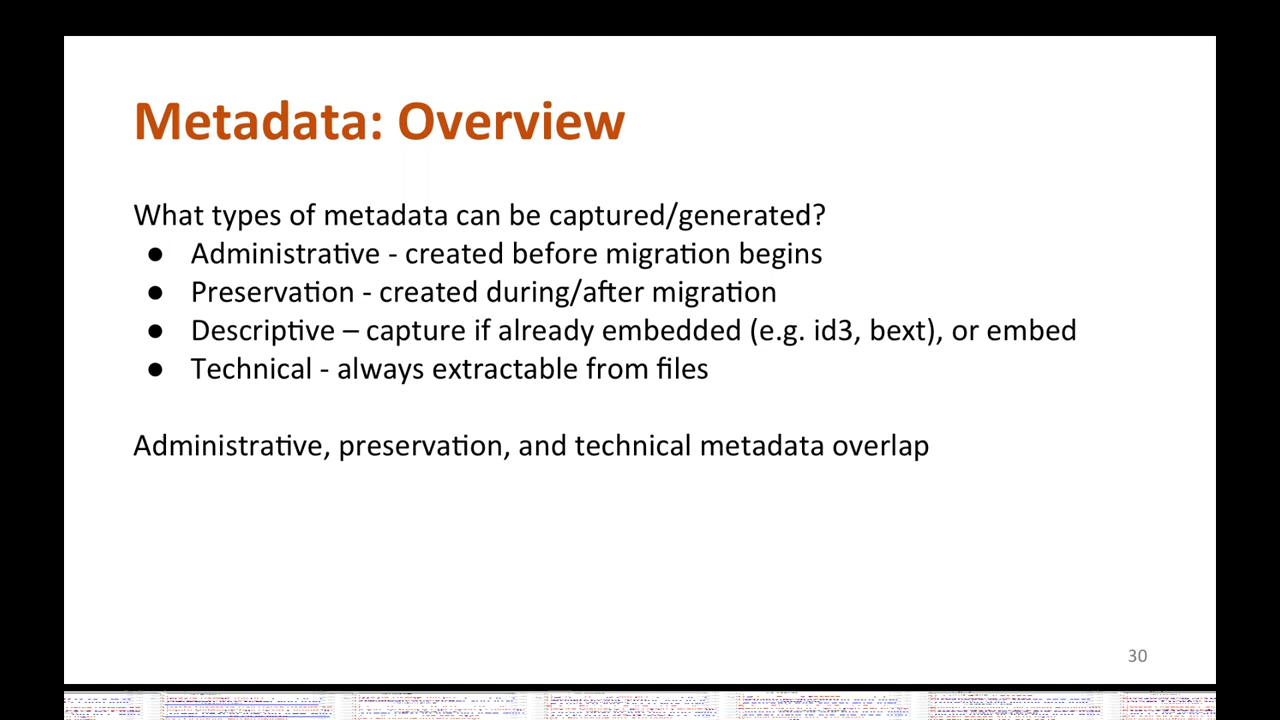 Metadata: Overview
What types of metadata can be captured/generated?
● Administrative - created before migration begins
● Preservation - created during/after migration
● Descriptive – capture if already embedded (e.g. id3, bext), or embed
● Technical - always extractable from files
Administrative, preservation, and technical metadata overlap
30